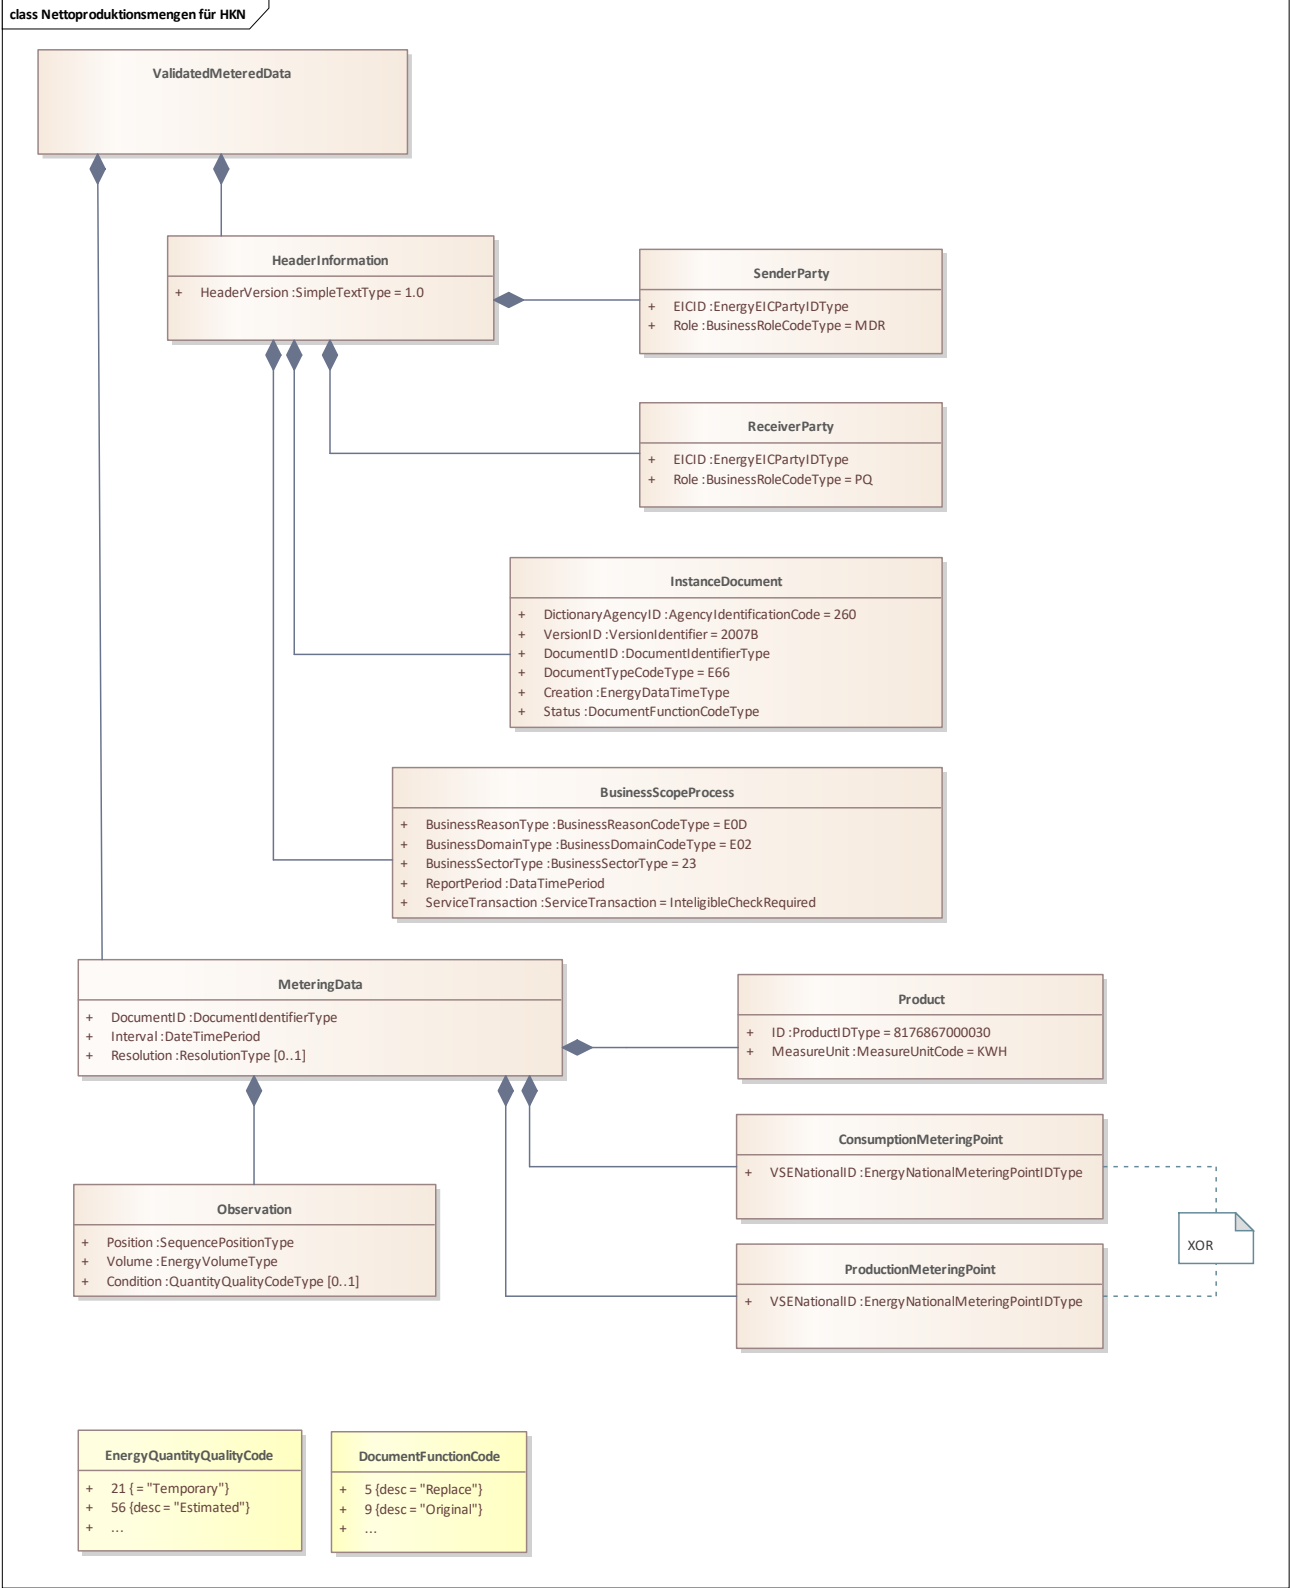 class Nettoproduktionsmengen für HKN
ValidatedMeteredData
HeaderInformation
+ HeaderVersion :SimpleTextType = 1.0
SenderParty
+ EICID :EnergyEICPartyIDType
+ Role :BusinessRoleCodeType = MDR
ReceiverParty
+ EICID :EnergyEICPartyIDType
+ Role :BusinessRoleCodeType = PQ
InstanceDocument
+ DictionaryAgencyID :AgencyIdentificationCode = 260
+ VersionID :VersionIdentifier = 2007B
+ DocumentID :DocumentIdentifierType
+ DocumentTypeCodeType = E66
+ Creation :EnergyDataTimeType
+ Status :DocumentFunctionCodeType
BusinessScopeProcess
+ BusinessReasonType :BusinessReasonCodeType = E0D
+ BusinessDomainType :BusinessDomainCodeType = E02
+ BusinessSectorType :BusinessSectorType = 23
+ ReportPeriod :DataTimePeriod
+ ServiceTransaction :ServiceTransaction = InteligibleCheckRequired
MeteringData
+ DocumentID :DocumentIdentifierType
+ Interval :DateTimePeriod
+ Resolution :ResolutionType [0..1]
Product
+ ID :ProductIDType = 8176867000030
+ MeasureUnit :MeasureUnitCode = KWH
ConsumptionMeteringPoint
+ VSENationalID :EnergyNationalMeteringPointIDType
Observation
+ Position :SequencePositionType
+ Volume :EnergyVolumeType
+ Condition :QuantityQualityCodeType [0..1]
XOR
ProductionMeteringPoint
+ VSENationalID :EnergyNationalMeteringPointIDType
EnergyQuantityQualityCode
+ 21 { = "Temporary"}
+ 56 {desc = "Estimated"}
+ ...
DocumentFunctionCode
+ 5 {desc = "Replace"}
+ 9 {desc = "Original"}
+ ...